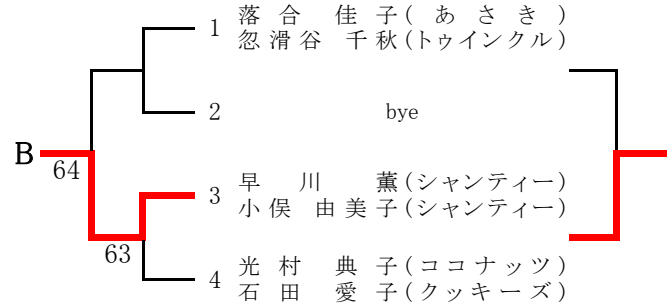 1 落合 佳子(あさき)
忽滑谷 千秋(トゥインクル)
2 bye
B
64
3 早川 薫(シャンティー)
小俣 由美子(シャンティー)
63
4 光村 典子(ココナッツ)
石田 愛子(クッキーズ)